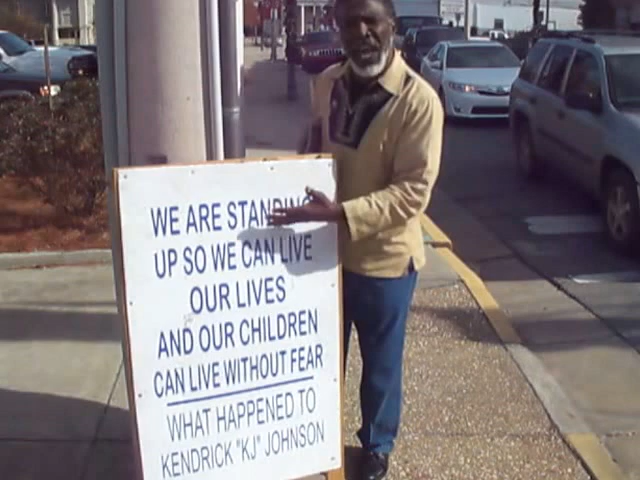 WE ARE STANDING
UP SO WE CAN LIVE
OUR LIVES
AND OUR CHILDREN
CAN LIVE WITHOUT FEAR
WHAT HAPPENED TO
KENDRICK "KJ" JOHNSON